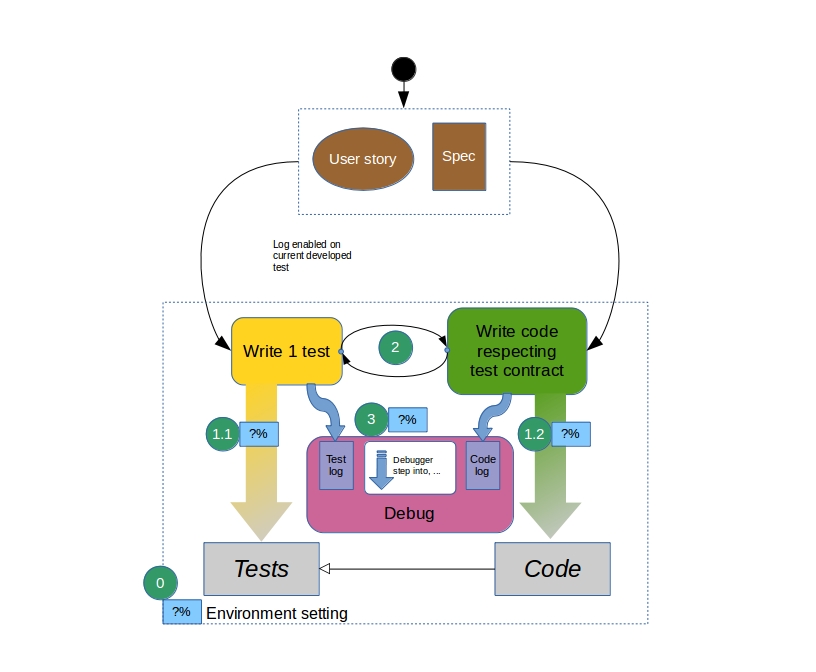 User story
Spec
Log enabled on
current developed
test
Write 1 test
2
Write code
respecting
test contract
1.1
?%
3
?%
1.2
?%
Test
log
Debugger
step into, ...
Code
log
Debug
Tests
Code
0
?%
Environment setting